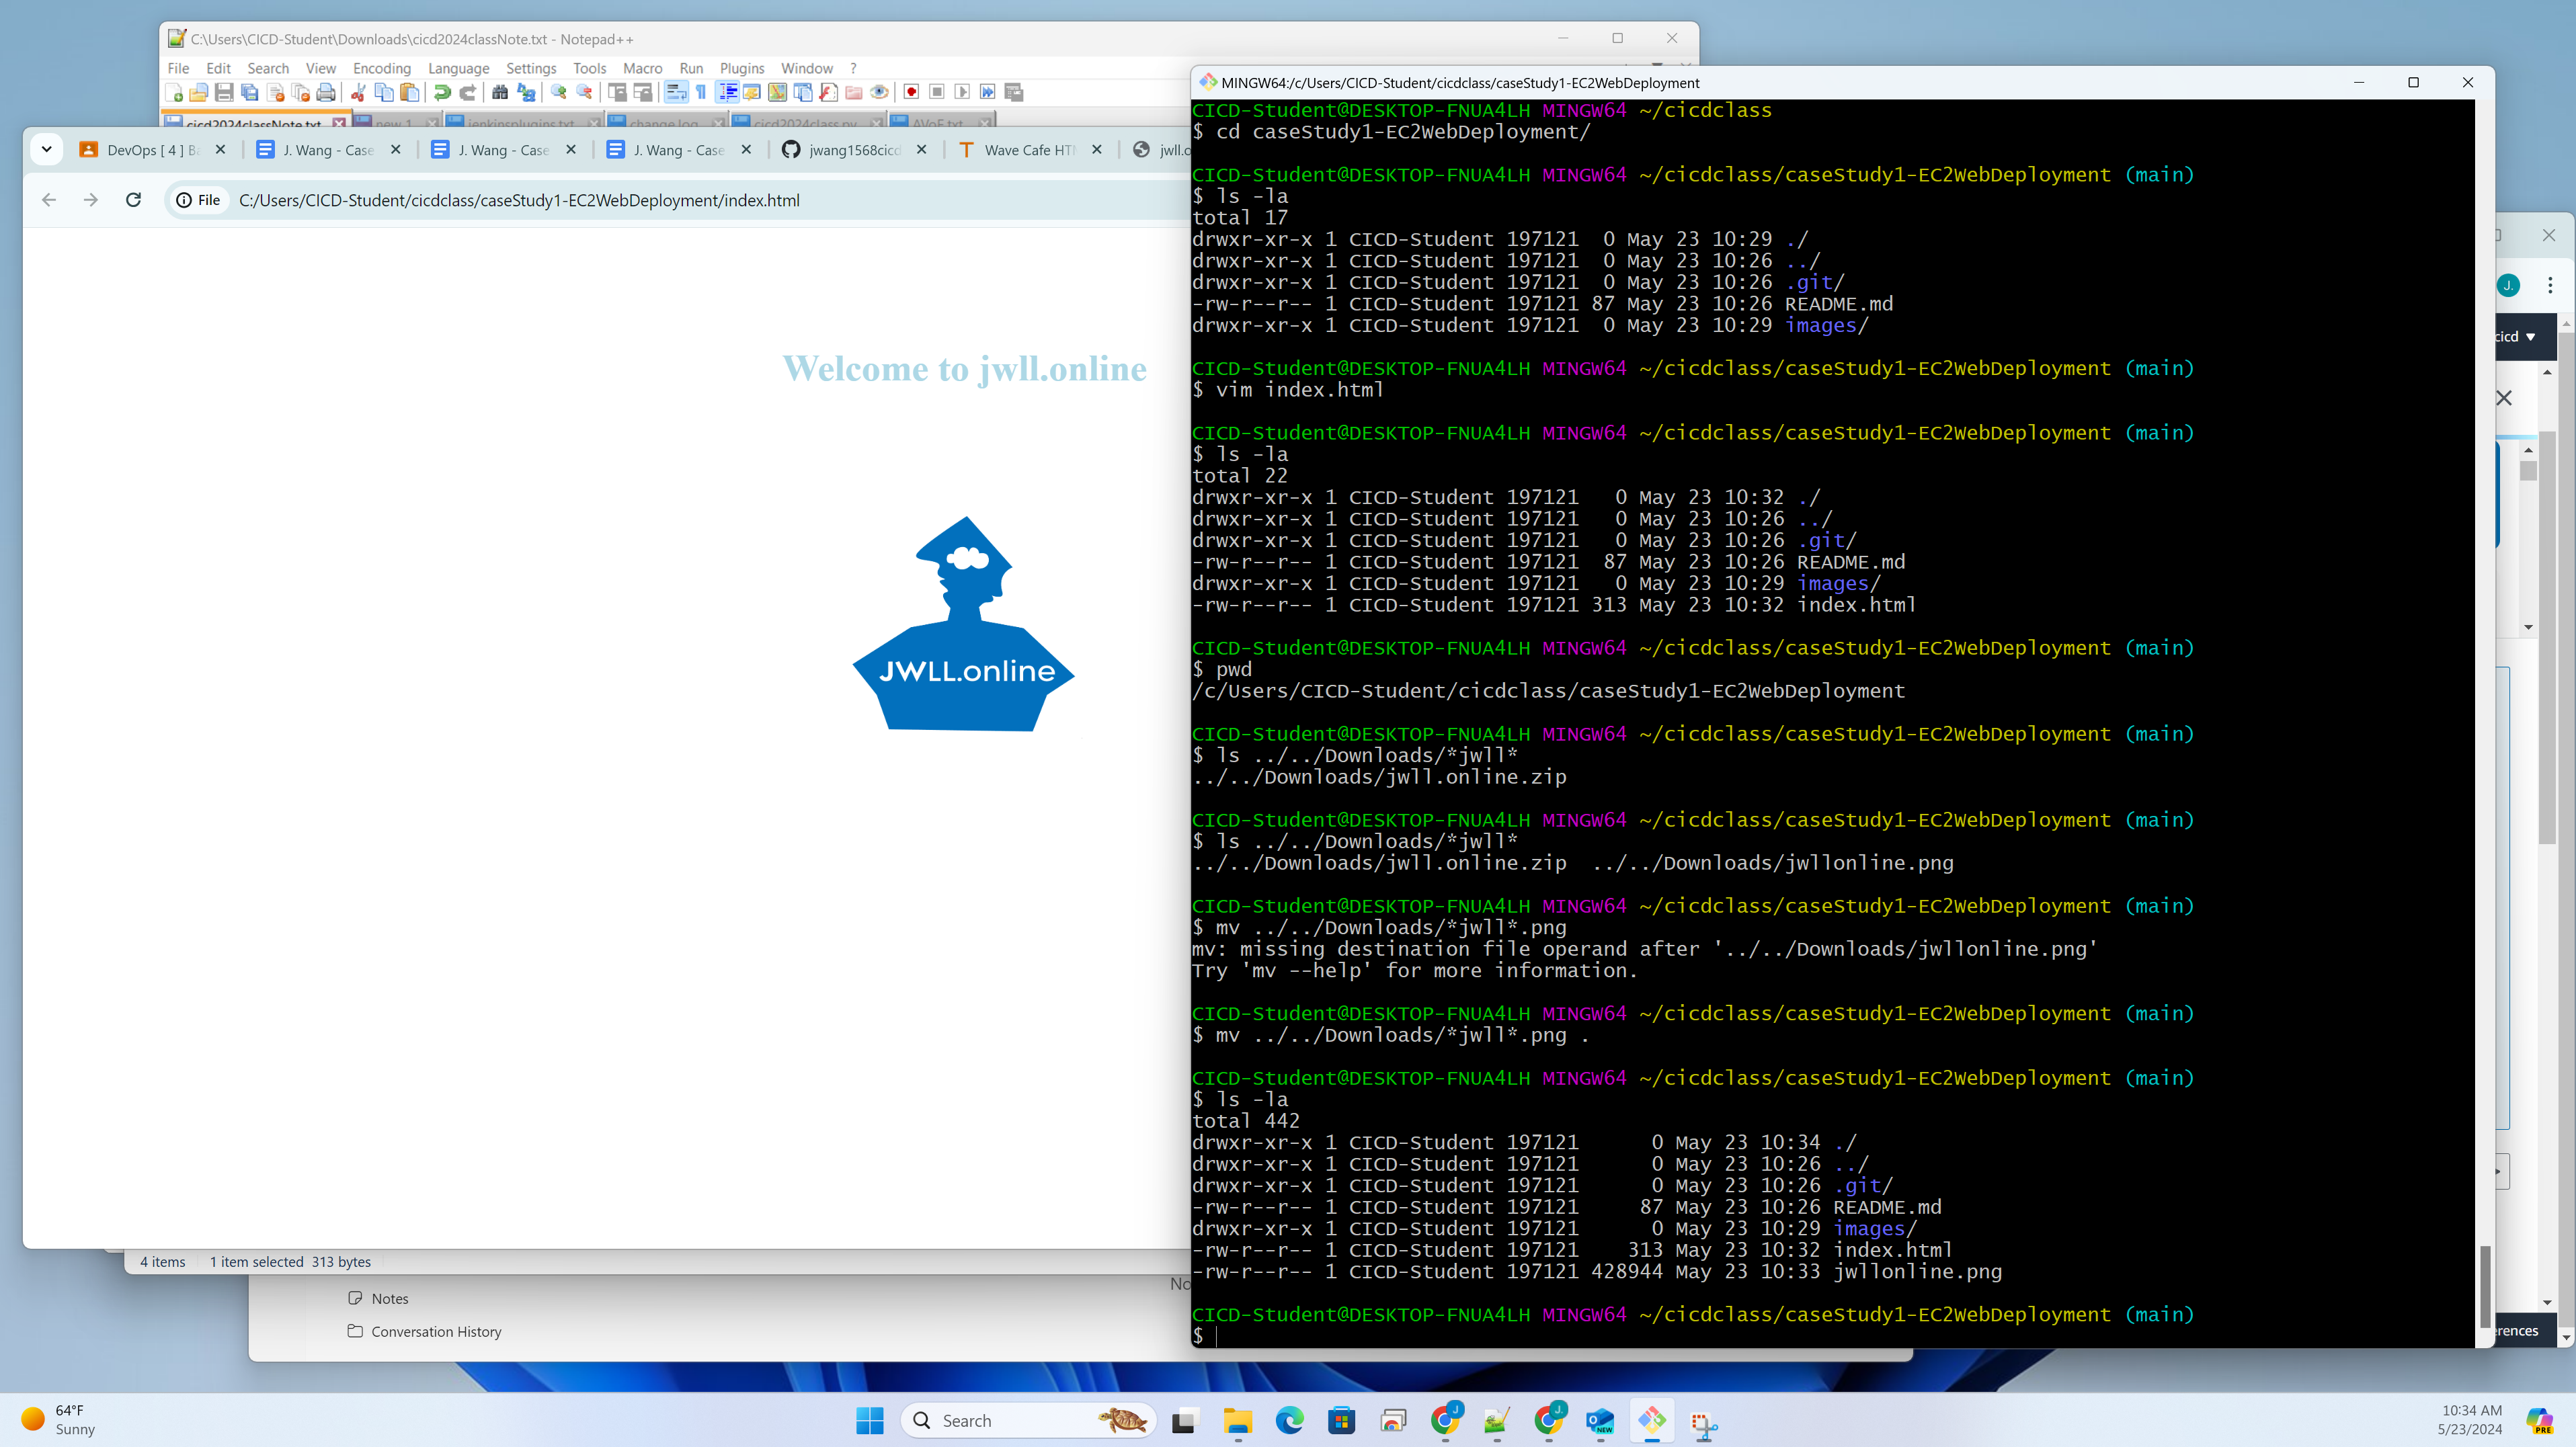 C:\Users\CICD-Student\Downloads\cicd2024classNote.txt - Notepad++
File Edit Search View Encoding Language Settings Tools Macro Run Plugins Window ?
cicd2024classNote.txt new 1 jenkinsplugins.txt change.log cicd2024class.py AVoF.txt
DevOps [ 4 ] Ba J. Wang - Case J. Wang - Case J. Wang - Case jwang1568cicd Wave Cafe HTM jwll.o
File C:/Users/CICD-Student/cicdclass/caseStudy1-EC2WebDeployment/index.html
Welcome to jwll.online
JWLL.online
4 items 1 item selected 313 bytes
Notes
Conversation History
No
MINGW64:/c/Users/CICD-Student/cicdclass/caseStudy1-EC2WebDeployment
CICD-Student@DESKTOP-FNUA4LH MINGW64 ~/cicdclass
$ cd caseStudy1-EC2WebDeployment/
CICD-Student@DESKTOP-FNUA4LH MINGW64 ~/cicdclass/caseStudy1-EC2WebDeployment (main)
$ ls -la
total 17
drwxr-xr-x 1 CICD-Student 197121 0 May 23 10:29 ./
drwxr-xr-x 1 CICD-Student 197121 0 May 23 10:26 ../
drwxr-xr-x 1 CICD-Student 197121 0 May 23 10:26 .git/
-rw-r--r-- 1 CICD-Student 197121 87 May 23 10:26 README.md
drwxr-xr-x 1 CICD-Student 197121 0 May 23 10:29 images/
CICD-Student@DESKTOP-FNUA4LH MINGW64 ~/cicdclass/caseStudy1-EC2WebDeployment (main)
$ vim index.html
CICD-Student@DESKTOP-FNUA4LH MINGW64 ~/cicdclass/caseStudy1-EC2WebDeployment (main)
$ ls -la
total 22
drwxr-xr-x 1 CICD-Student 197121 0 May 23 10:32 ./
drwxr-xr-x 1 CICD-Student 197121 0 May 23 10:26 ../
drwxr-xr-x 1 CICD-Student 197121 0 May 23 10:26 .git/
-rw-r--r-- 1 CICD-Student 197121 87 May 23 10:26 README.md
drwxr-xr-x 1 CICD-Student 197121 0 May 23 10:29 images/
-rw-r--r-- 1 CICD-Student 197121 313 May 23 10:32 index.html
CICD-Student@DESKTOP-FNUA4LH MINGW64 ~/cicdclass/caseStudy1-EC2WebDeployment (main)
$ pwd
/c/Users/CICD-Student/cicdclass/caseStudy1-EC2WebDeployment
CICD-Student@DESKTOP-FNUA4LH MINGW64 ~/cicdclass/caseStudy1-EC2WebDeployment (main)
$ ls ../../Downloads/*jwll*
../../Downloads/jwll.online.zip
CICD-Student@DESKTOP-FNUA4LH MINGW64 ~/cicdclass/caseStudy1-EC2WebDeployment (main)
$ ls ../../Downloads/*jwll*
../../Downloads/jwll.online.zip ../../Downloads/jwllonline.png
CICD-Student@DESKTOP-FNUA4LH MINGW64 ~/cicdclass/caseStudy1-EC2WebDeployment (main)
$ mv ../../Downloads/*jwll*.png
mv: missing destination file operand after '../../Downloads/jwllonline.png'
Try 'mv --help' for more information.
CICD-Student@DESKTOP-FNUA4LH MINGW64 ~/cicdclass/caseStudy1-EC2WebDeployment (main)
$ mv ../../Downloads/*jwll*.png .
CICD-Student@DESKTOP-FNUA4LH MINGW64 ~/cicdclass/caseStudy1-EC2WebDeployment (main)
$ ls -la
total 442
drwxr-xr-x 1 CICD-Student 197121 0 May 23 10:34 ./
drwxr-xr-x 1 CICD-Student 197121 0 May 23 10:26 ../
drwxr-xr-x 1 CICD-Student 197121 0 May 23 10:26 .git/
-rw-r--r-- 1 CICD-Student 197121 87 May 23 10:26 README.md
drwxr-xr-x 1 CICD-Student 197121 0 May 23 10:29 images/
-rw-r--r-- 1 CICD-Student 197121 313 May 23 10:32 index.html
-rw-r--r-- 1 CICD-Student 197121 428944 May 23 10:33 jwllonline.png
CICD-Student@DESKTOP-FNUA4LH MINGW64 ~/cicdclass/caseStudy1-EC2WebDeployment (main)
$
J.
cicd
erences
64°F
Sunny
Search
J
J.
NEW
10:34 AM
5/23/2024
PRE